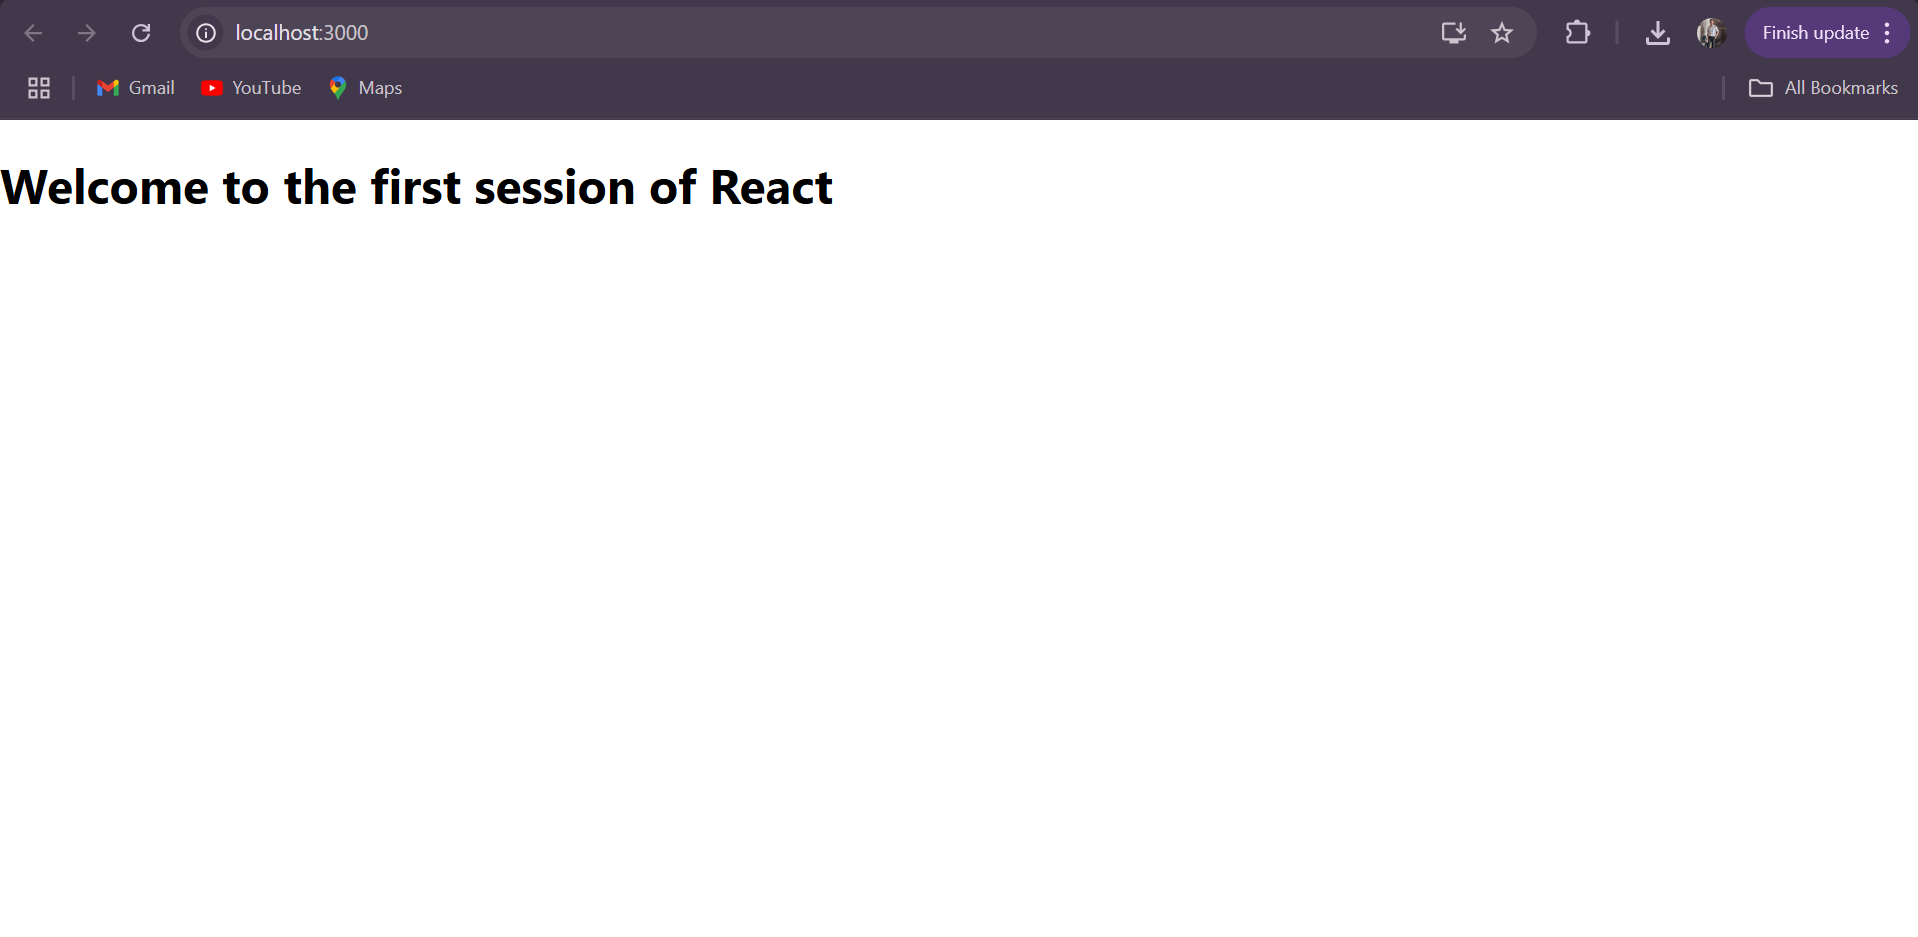 localhost:3000
Finish update
Gmail YouTube Maps All Bookmarks
Welcome to the first session of React